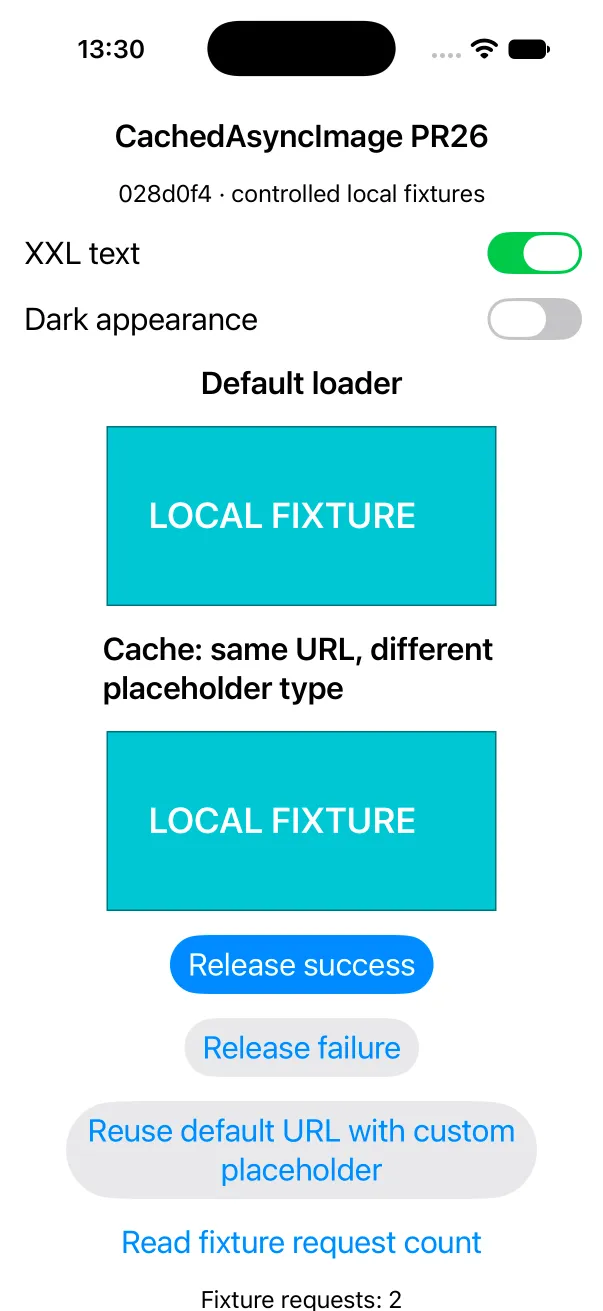 13:30
CachedAsyncImage PR26
028d0f4 · controlled local fixtures
XXL text
Dark appearance
Default loader
LOCAL FIXTURE
Cache: same URL, different
placeholder type
LOCAL FIXTURE
Release success
Release failure
Reuse default URL with custom
placeholder
Read fixture request count
Fixture requests: 2